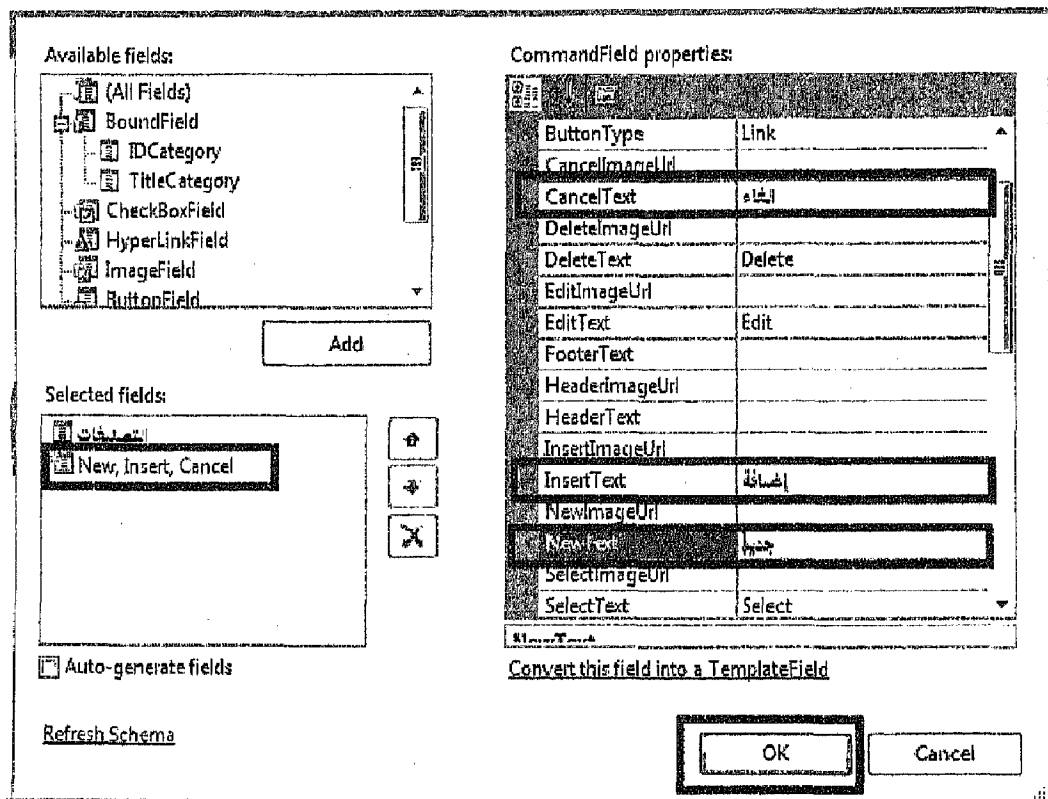 Available fields:
(All Fields)
BoundField
IDCategory
TitleCategory
CheckBoxField
HyperLinkField
ImageField
ButtonField
Add
Selected fields:
التصنيفات
New, Insert, Cancel
Auto-generate fields
Refresh Schema
CommandField properties:
ButtonType Link
CancelImageUrl
CancelText إلغاء
DeleteImageUrl
DeleteText Delete
EditImageUrl
EditText Edit
FooterText
HeaderImageUrl
HeaderText
InsertImageUrl
InsertText إضافة
NewImageUrl
NewText
SelectImageUrl
SelectText Select
NewText
Convert this field into a TemplateField
OK Cancel